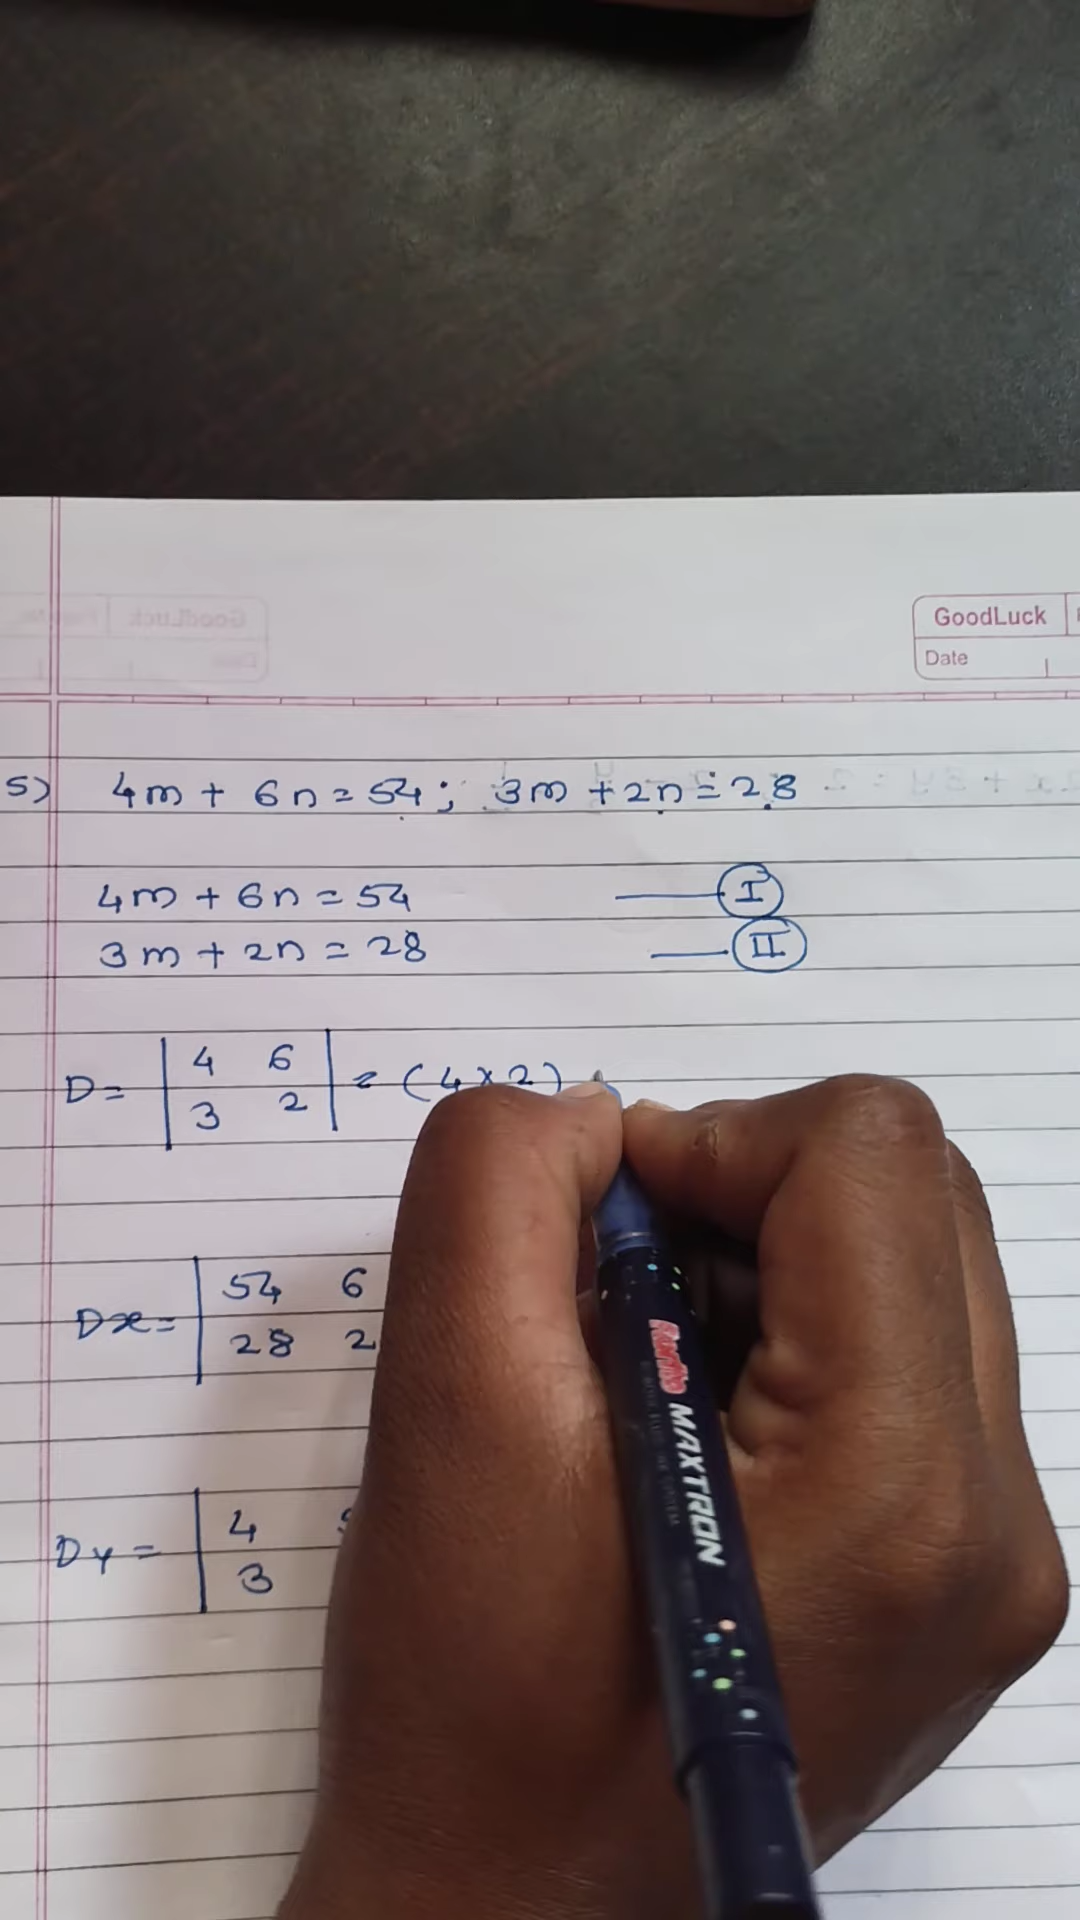 GoodLuck
Date
5) 4m + 6n = 54; 3m + 2n = 28
4m + 6n = 54 — I
3m + 2n = 28 — II
D = | 4 6 | = (4 × 2)
3 2
Dx = | 54 6
28 2
Dy = | 4
3
Rorito MAXTRON